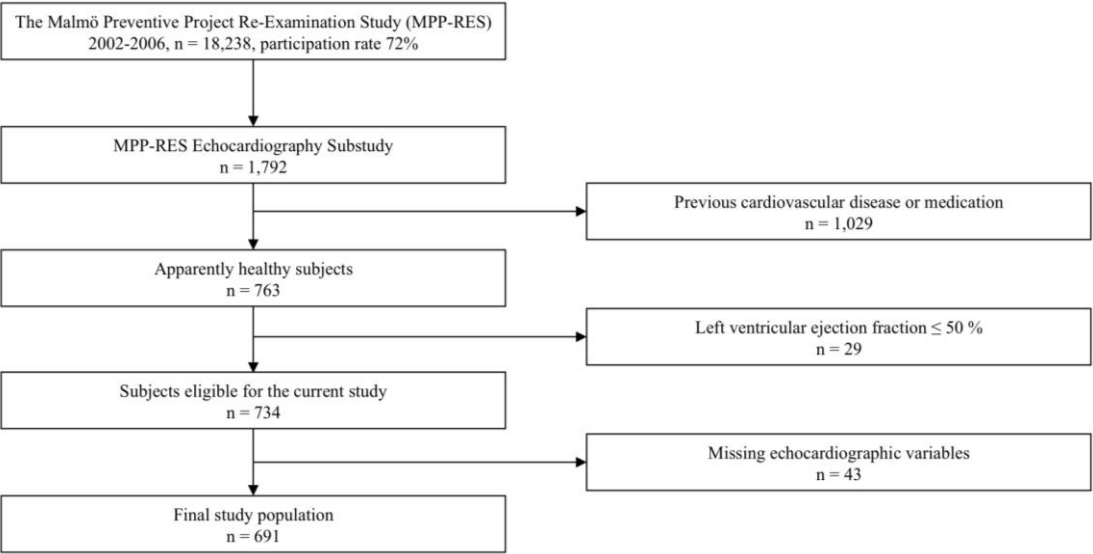 The Malmö Preventive Project Re-Examination Study (MPP-RES)
2002-2006, n = 18,238, participation rate 72%
MPP-RES Echocardiography Substudy
n = 1,792
Previous cardiovascular disease or medication
n = 1,029
Apparently healthy subjects
n = 763
Left ventricular ejection fraction ≤ 50 %
n = 29
Subjects eligible for the current study
n = 734
Missing echocardiographic variables
n = 43
Final study population
n = 691